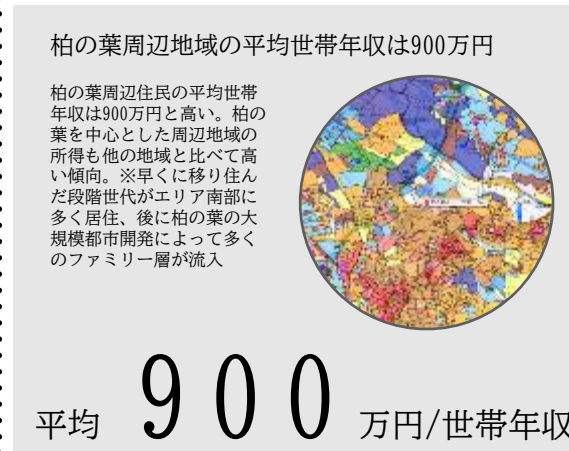 柏の葉周辺地域の平均世帯年収は900万円
柏の葉周辺住民の平均世帯
年収は900万円と高い。柏の
葉を中心とした周辺地域の
所得も他の地域と比べて高
い傾向。※早くに移り住ん
だ段階世代がエリア南部に
多く居住、後に柏の葉の大
規模都市開発によって多く
のファミリー層が流入
平均 900 万円/世帯年収